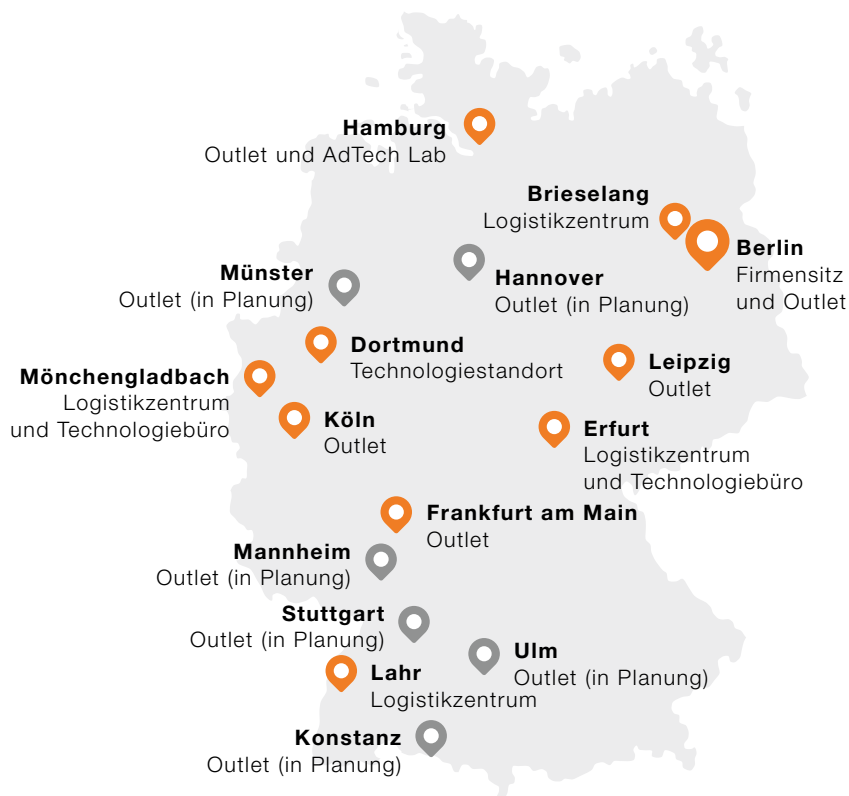 Hamburg
Outlet und AdTech Lab
Brieselang
Logistikzentrum
Berlin
Firmensitz
und Outlet
Münster
Outlet (in Planung)
Hannover
Outlet (in Planung)
Dortmund
Technologiestandort
Leipzig
Outlet
Mönchengladbach
Logistikzentrum
und Technologiebüro
Köln
Outlet
Erfurt
Logistikzentrum
und Technologiebüro
Frankfurt am Main
Outlet
Mannheim
Outlet (in Planung)
Stuttgart
Outlet (in Planung)
Ulm
Outlet (in Planung)
Lahr
Logistikzentrum
Konstanz
Outlet (in Planung)